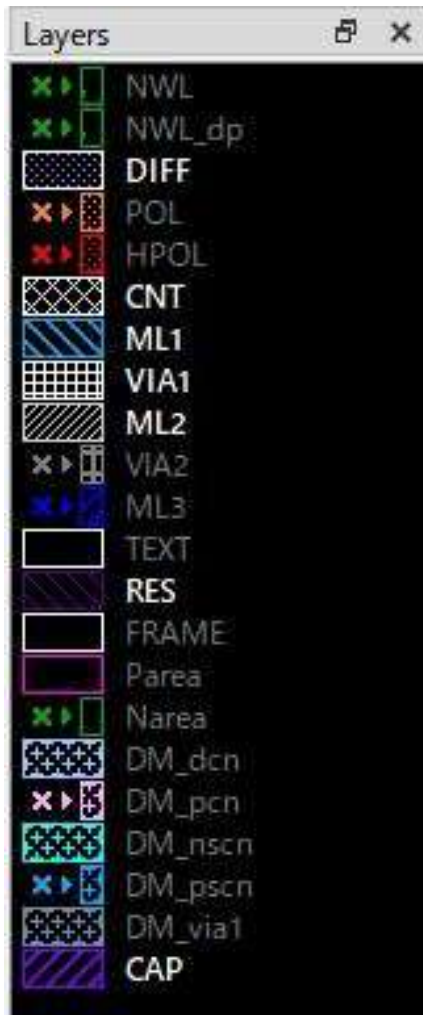 Layers
NWL
NWL_dp
DIFF
POL
HPOL
CNT
ML1
VIA1
ML2
VIA2
ML3
TEXT
RES
FRAME
Parea
Narea
DM_dcn
DM_pcn
DM_nscn
DM_pscn
DM_via1
CAP